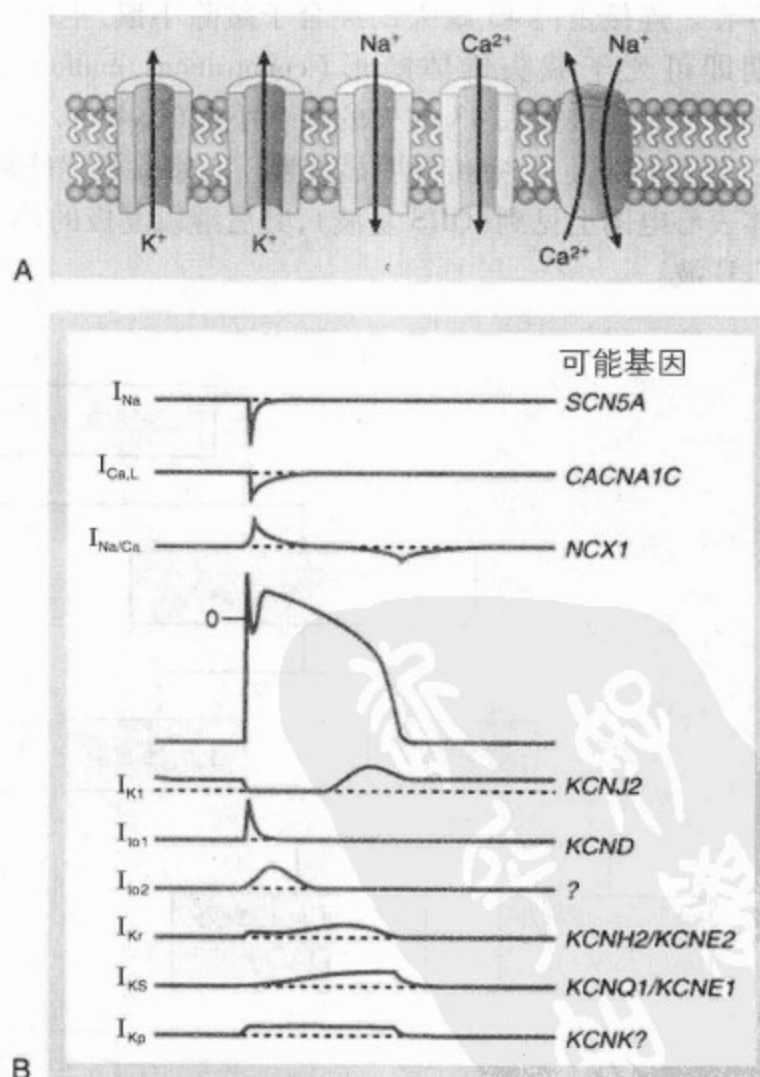 Na⁺ Ca²⁺ Na⁺
K⁺ K⁺ Ca²⁺
A
可能基因
I_Na SCN5A
I_Ca,L CACNA1C
I_Na/Ca NCX1
0
I_K1 KCNJ2
I_to1 KCND
I_to2 ?
I_Kr KCNH2/KCNE2
I_KS KCNQ1/KCNE1
I_Kp KCNK?
B